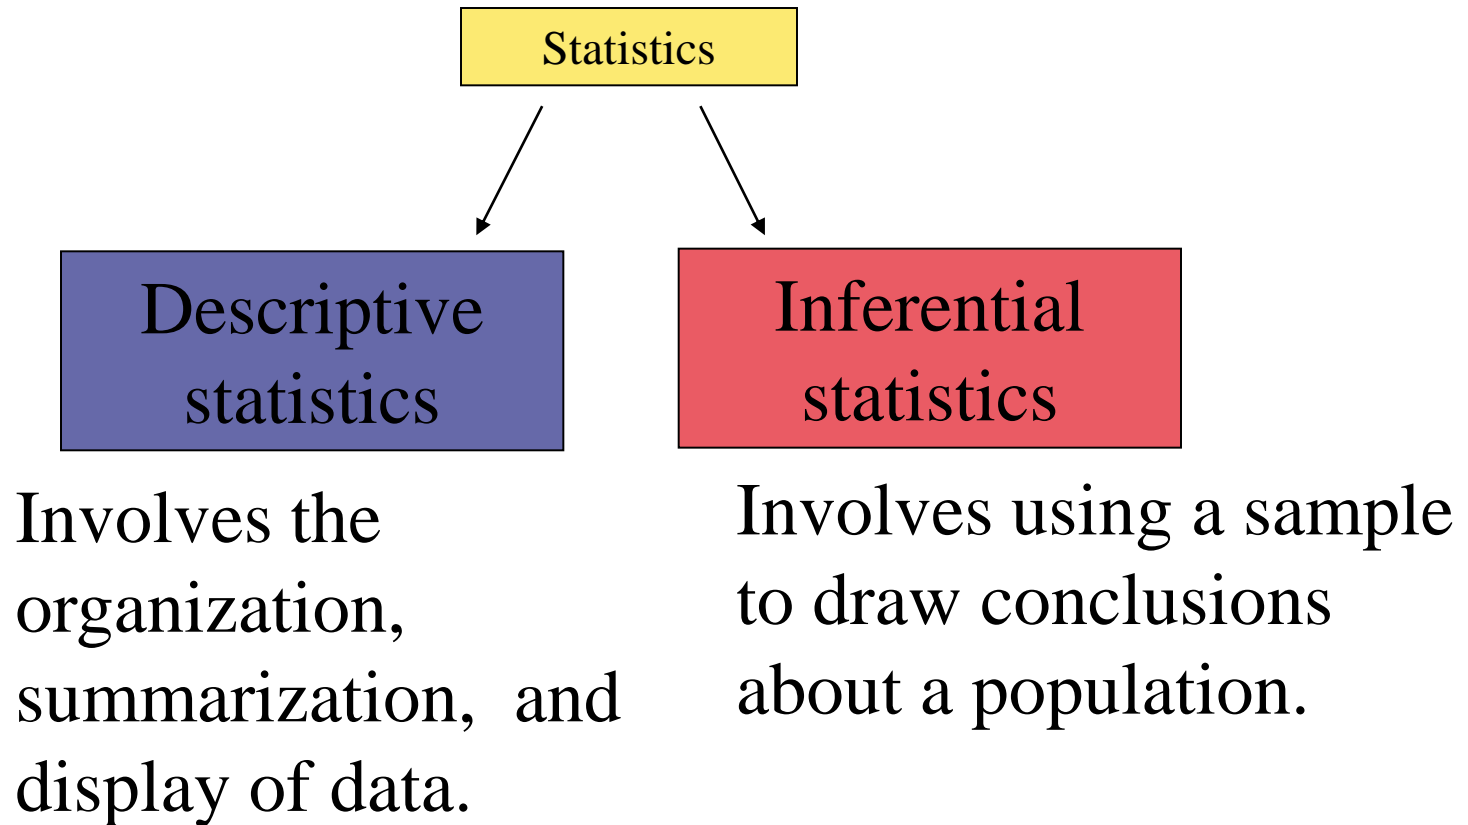 Statistics
Descriptive
statistics
Inferential
statistics
Involves the
organization,
summarization,  and
display of data.
Involves using a sample
to draw conclusions
about a population.